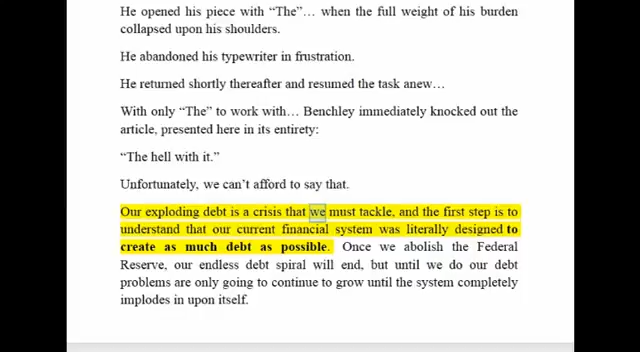 He opened his piece with “The”… when the full weight of his burden
collapsed upon his shoulders.
He abandoned his typewriter in frustration.
He returned shortly thereafter and resumed the task anew…
With only “The” to work with… Benchley immediately knocked out the
article, presented here in its entirety:
“The hell with it.”
Unfortunately, we can’t afford to say that.
Our exploding debt is a crisis that we must tackle, and the first step is to
understand that our current financial system was literally designed to
create as much debt as possible. Once we abolish the Federal
Reserve, our endless debt spiral will end, but until we do our debt
problems are only going to continue to grow until the system completely
implodes in upon itself.